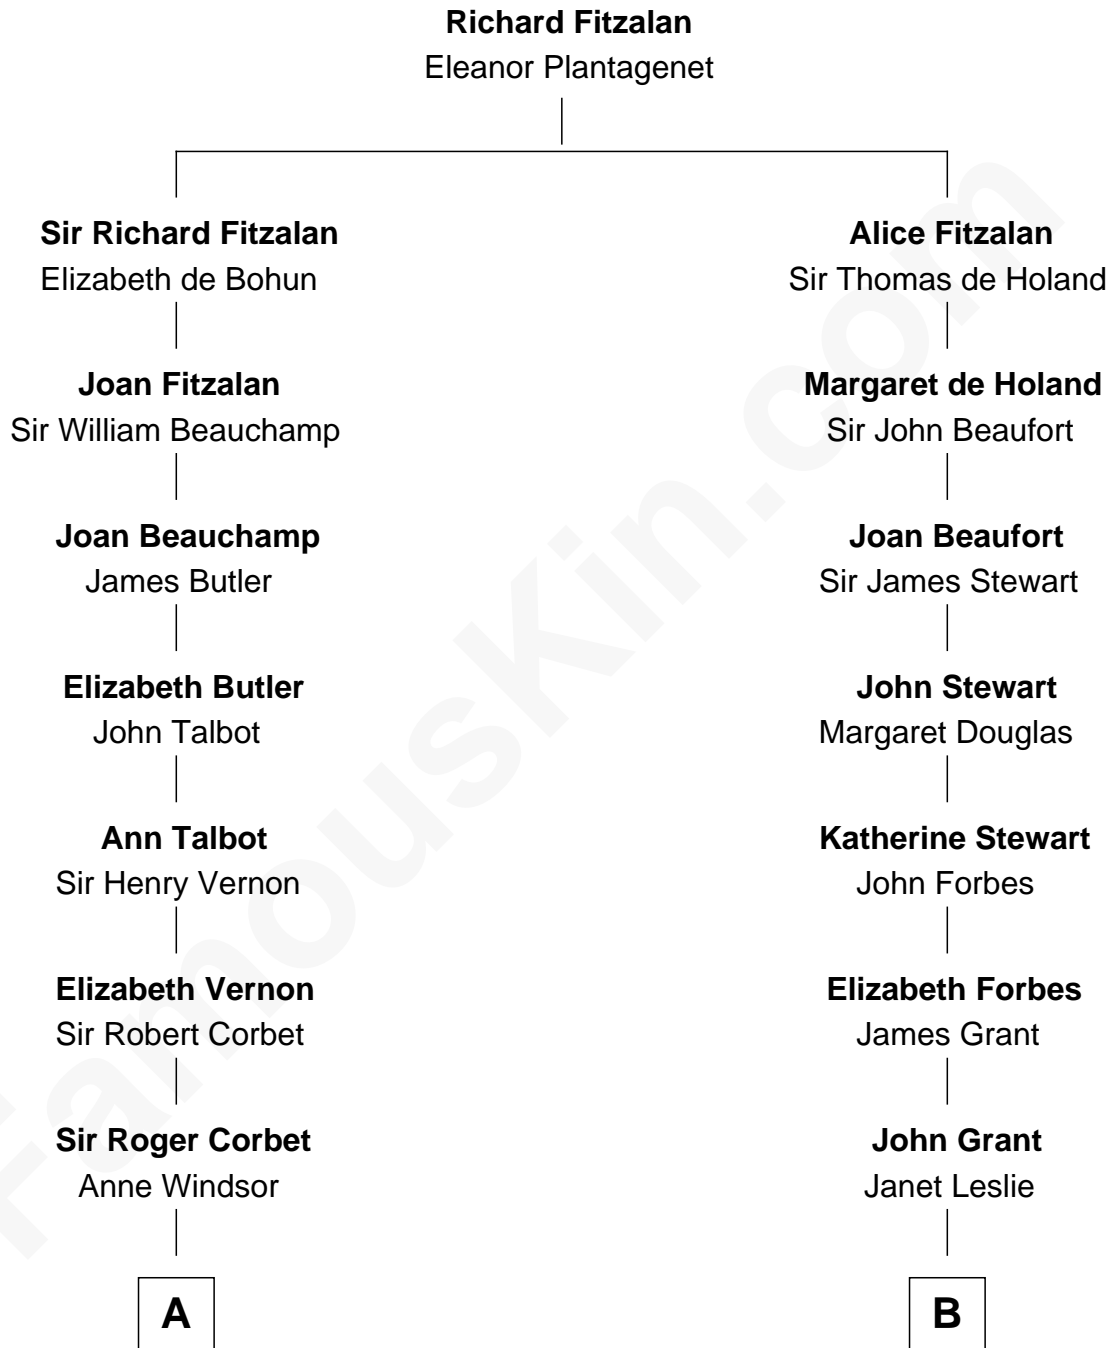 Richard Fitzalan
Eleanor Plantagenet
Sir Richard Fitzalan
Elizabeth de Bohun
Alice Fitzalan
Sir Thomas de Holand
Joan Fitzalan
Sir William Beauchamp
Margaret de Holand
Sir John Beaufort
Joan Beauchamp
James Butler
Joan Beaufort
Sir James Stewart
Elizabeth Butler
John Talbot
John Stewart
Margaret Douglas
Ann Talbot
Sir Henry Vernon
Katherine Stewart
John Forbes
Elizabeth Vernon
Sir Robert Corbet
Elizabeth Forbes
James Grant
Sir Roger Corbet
Anne Windsor
John Grant
Janet Leslie
A
B
FamousKin.com